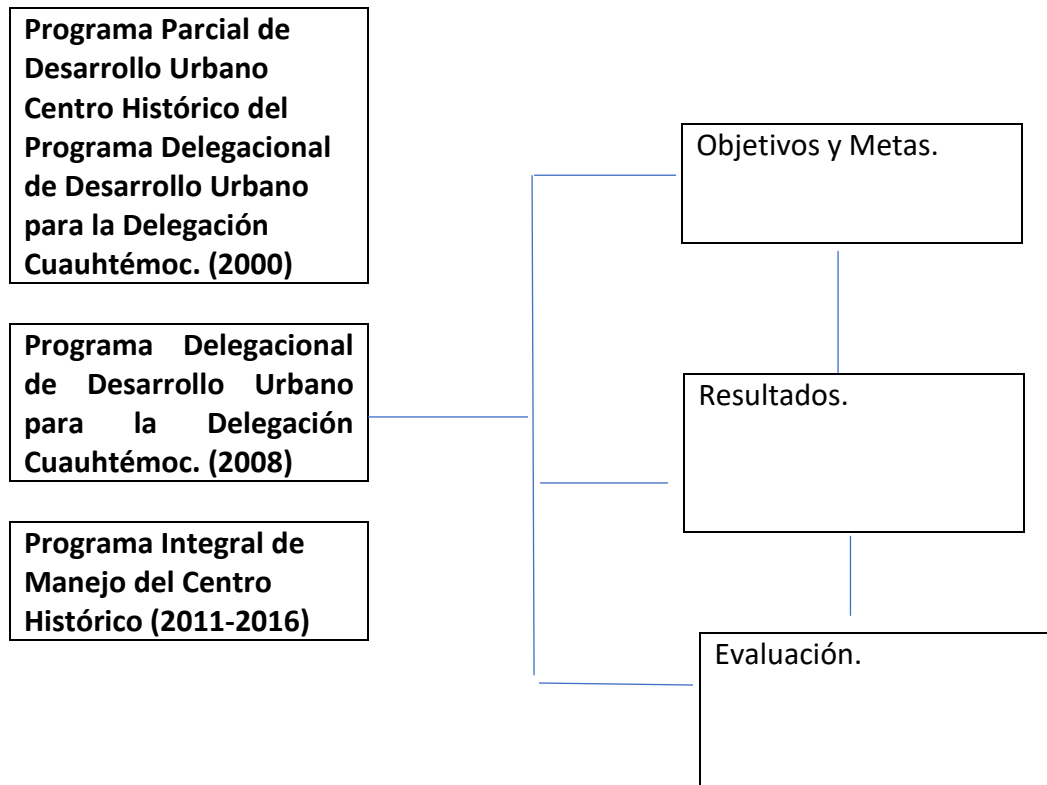 Programa Parcial de
Desarrollo Urbano
Centro Histórico del
Programa Delegacional
de Desarrollo Urbano
para la Delegación
Cuauhtémoc. (2000)
Programa Delegacional
de Desarrollo Urbano
para la Delegación
Cuauhtémoc. (2008)
Programa Integral de
Manejo del Centro
Histórico (2011-2016)
Objetivos y Metas.
Resultados.
Evaluación.